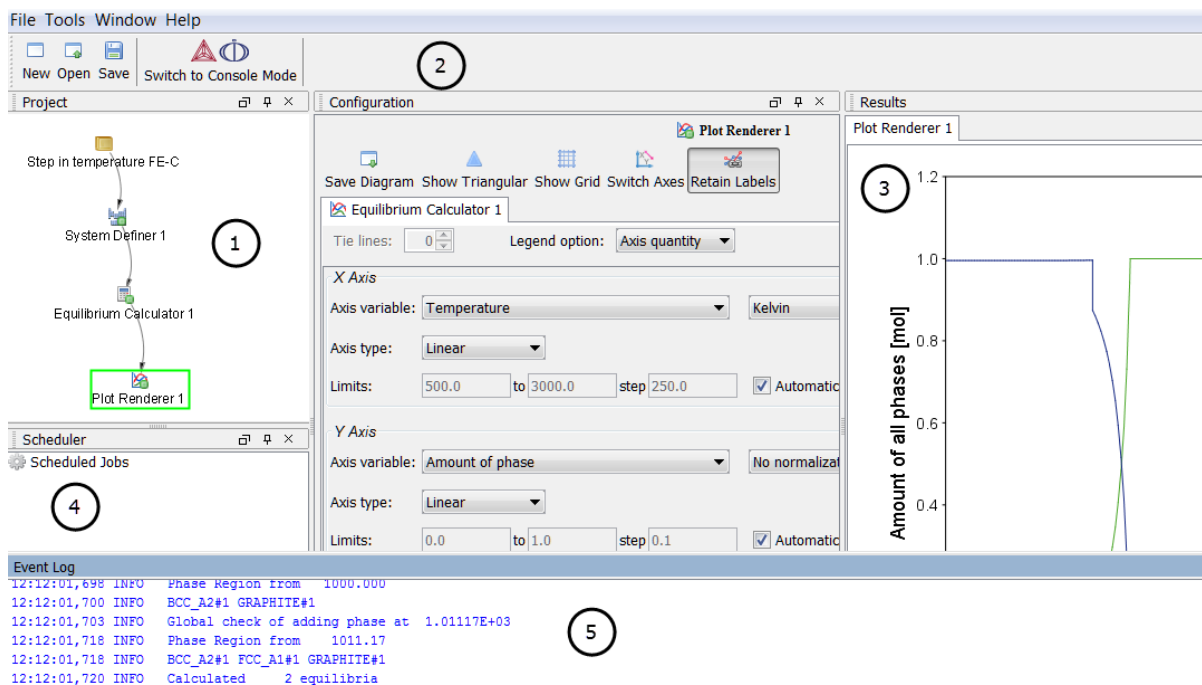 File Tools Window Help
New Open Save Switch to Console Mode
2
Project
Configuration
Results
Plot Renderer 1
Plot Renderer 1
Step in temperature FE-C
System Definer 1
Equilibrium Calculator 1
Plot Renderer 1
1
Save Diagram Show Triangular Show Grid Switch Axes Retain Labels
Equilibrium Calculator 1
Tie lines: 0 Legend option: Axis quantity
X Axis
Axis variable: Temperature Kelvin
Axis type: Linear
Limits: 500.0 to 3000.0 step 250.0 Automatic
Y Axis
Axis variable: Amount of phase No normalizat
Axis type: Linear
Limits: 0.0 to 1.0 step 0.1 Automatic
3
1.2
1.0
0.8
0.6
0.4
Amount of all phases [mol]
Scheduler
Scheduled Jobs
4
Event Log
12:12:01,698 INFO Phase Region from 1000.000
12:12:01,700 INFO BCC_A2#1 GRAPHITE#1
12:12:01,703 INFO Global check of adding phase at 1.01117E+03
12:12:01,718 INFO Phase Region from 1011.17
12:12:01,718 INFO BCC_A2#1 FCC_A1#1 GRAPHITE#1
12:12:01,720 INFO Calculated 2 equilibria
5